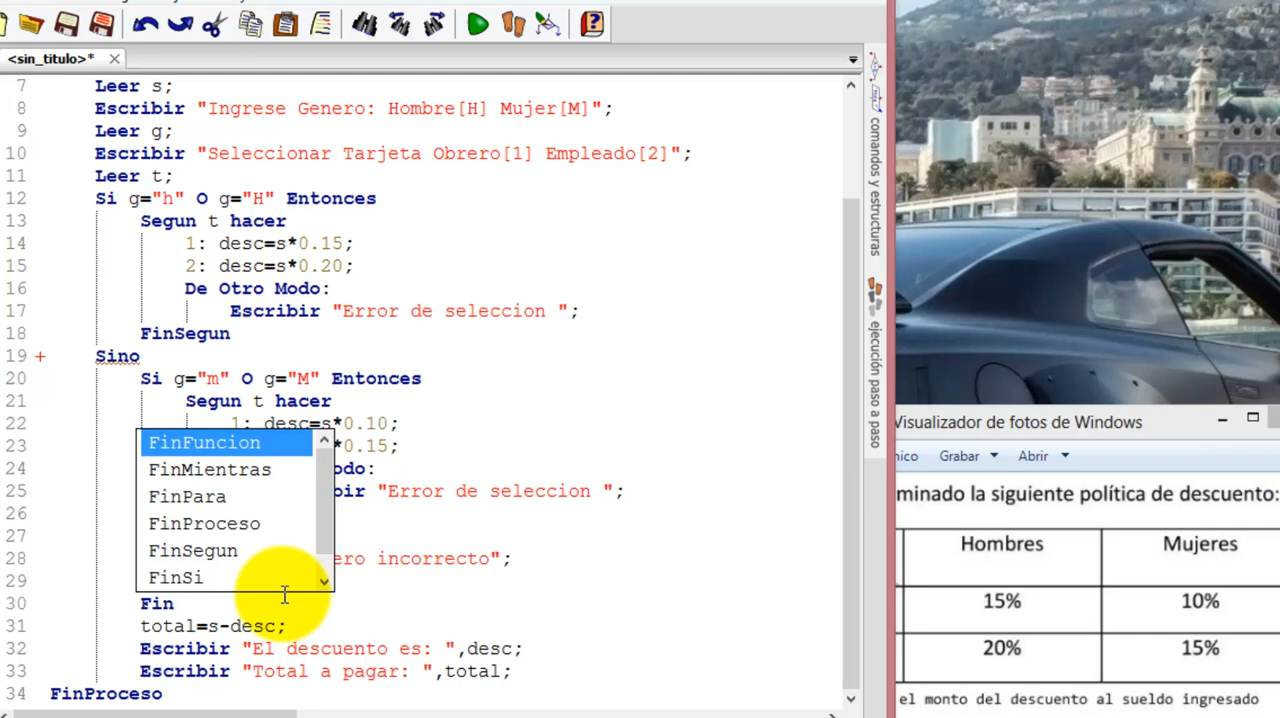 <sin_titulo>*
7 Leer s;
8 Escribir "Ingrese Genero: Hombre[H] Mujer[M]";
9 Leer g;
10 Escribir "Seleccionar Tarjeta Obrero[1] Empleado[2]";
11 Leer t;
12 Si g="h" O g="H" Entonces
13 Segun t hacer
14 1: desc=s*0.15;
15 2: desc=s*0.20;
16 De Otro Modo:
17 Escribir "Error de seleccion ";
18 FinSegun
19 + Sino
20 Si g="m" O g="M" Entonces
21 Segun t hacer
22 1: desc=s*0.10;
23 *0.15;
24 odo:
25 bir "Error de seleccion ";
26
27
28 ero incorrecto";
29
30 Fin
31 total=s-desc;
32 Escribir "El descuento es: ",desc;
33 Escribir "Total a pagar: ",total;
34 FinProceso
FinFuncion
FinMientras
FinPara
FinProceso
FinSegun
FinSi
comandos y estructuras
ejecución paso a paso
Visualizador de fotos de Windows
nico Grabar Abrir
minado la siguiente política de descuento:
Hombres Mujeres
15% 10%
20% 15%
el monto del descuento al sueldo ingresado